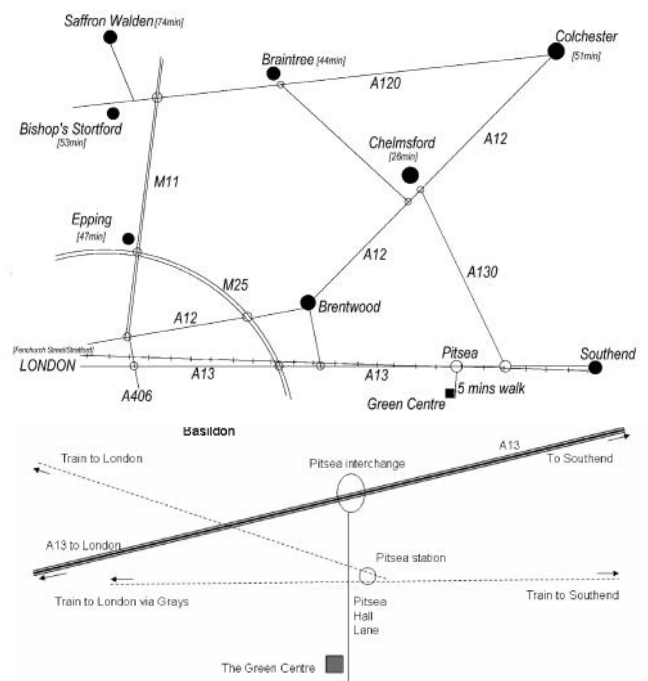 Saffron Walden [74min]
Colchester
[51min]
Braintree [44min]
A120
Bishop's Stortford
[53min]
Chelmsford
[26min]
A12
M11
Epping
[47min]
A12
A130
M25
A12
Brentwood
[Fenchurch Street/Stratford]
Pitsea
Southend
LONDON
A13
A13
5 mins walk
A406
Green Centre
Basildon
A13
Train to London
Pitsea interchange
To Southend
A13 to London
Pitsea station
Train to London via Grays
Pitsea
Hall
Lane
Train to Southend
The Green Centre